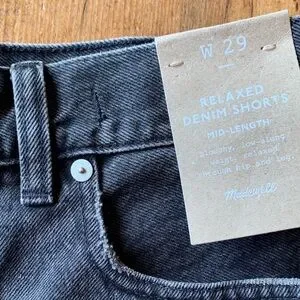 W 29
RELAXED
DENIM SHORTS
MID-LENGTH
Slouchy, low-slung
waist, relaxed
through hip and leg.
Madewell